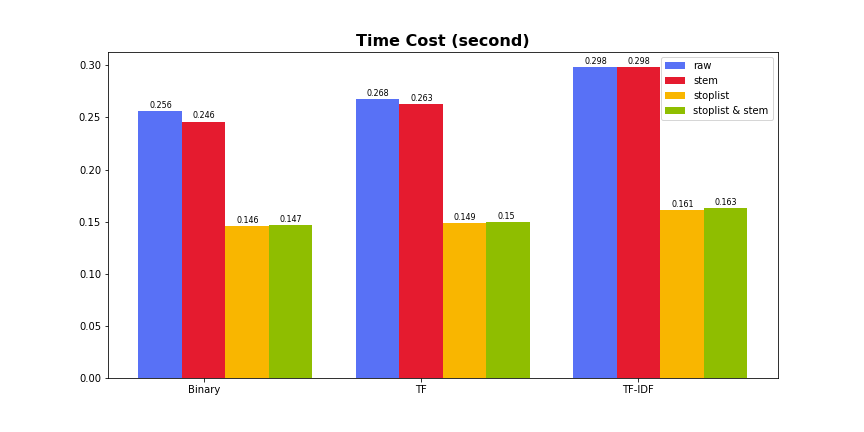 Time Cost (second)
0.30
0.25
0.20
0.15
0.10
0.05
0.00
0.256
0.246
0.146
0.147
0.268
0.263
0.149
0.15
0.298
0.298
0.161
0.163
raw
stem
stoplist
stoplist & stem
Binary
TF
TF-IDF